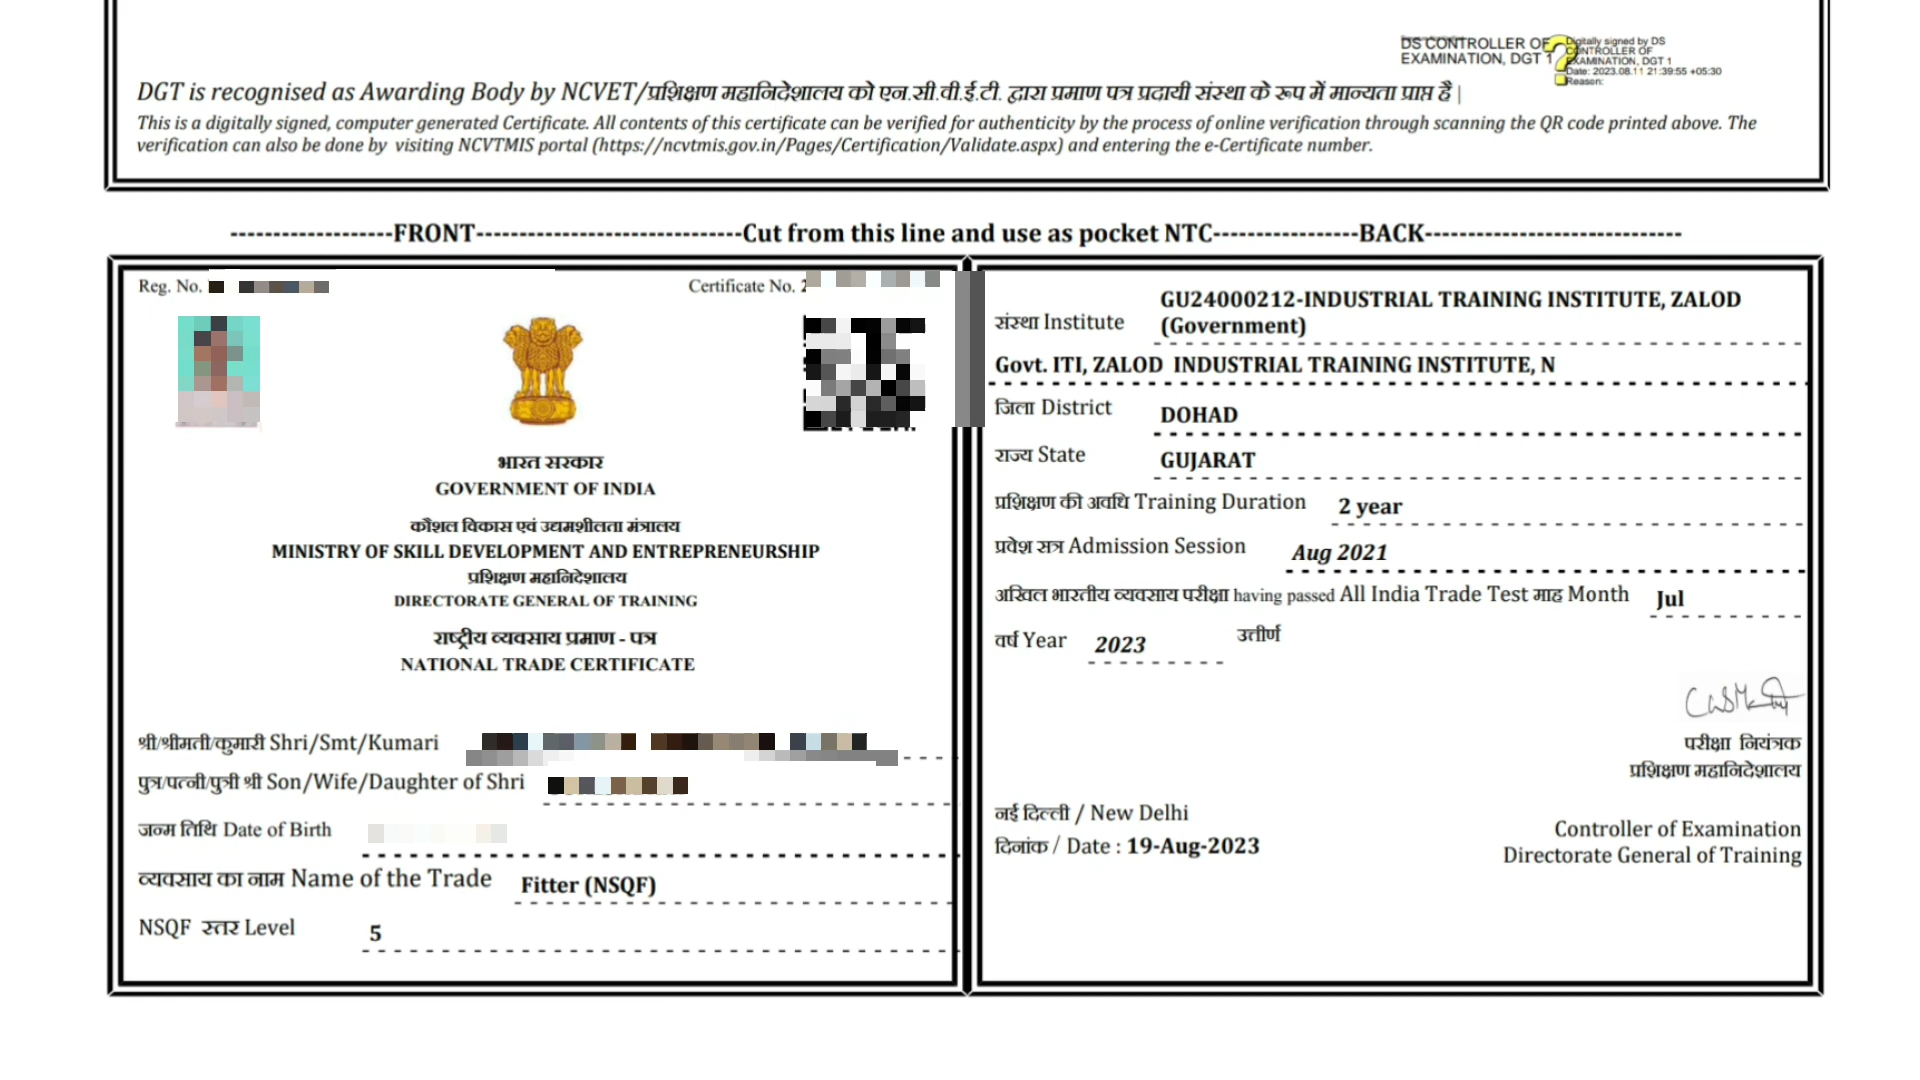 DS CONTROLLER OF
EXAMINATION, DGT 1
Digitally signed by DS
CONTROLLER OF
EXAMINATION, DGT 1
Date: 2023.08.11 21:39:55 +05:30
Reason:
DGT is recognised as Awarding Body by NCVET/प्रशिक्षण महानिदेशालय को एन.सी.वी.ई.टी. द्वारा प्रमाण पत्र प्रदायी संस्था के रूप में मान्यता प्राप्त है |
This is a digitally signed, computer generated Certificate. All contents of this certificate can be verified for authenticity by the process of online verification through scanning the QR code printed above. The
verification can also be done by visiting NCVTMIS portal (https://ncvtmis.gov.in/Pages/Certification/Validate.aspx) and entering the e-Certificate number.
-------------------FRONT-------------------------------Cut from this line and use as pocket NTC-----------------BACK------------------------------
Reg. No.
Certificate No. 2
भारत सरकार
GOVERNMENT OF INDIA
कौशल विकास एवं उद्यमशीलता मंत्रालय
MINISTRY OF SKILL DEVELOPMENT AND ENTREPRENEURSHIP
प्रशिक्षण महानिदेशालय
DIRECTORATE GENERAL OF TRAINING
राष्ट्रीय व्यवसाय प्रमाण - पत्र
NATIONAL TRADE CERTIFICATE
श्री/श्रीमती/कुमारी Shri/Smt/Kumari
पुत्र/पत्नी/पुत्री श्री Son/Wife/Daughter of Shri
जन्म तिथि Date of Birth
व्यवसाय का नाम Name of the Trade Fitter (NSQF)
NSQF स्तर Level 5
संस्था Institute GU24000212-INDUSTRIAL TRAINING INSTITUTE, ZALOD
(Government)
Govt. ITI, ZALOD INDUSTRIAL TRAINING INSTITUTE, N
जिला District DOHAD
राज्य State GUJARAT
प्रशिक्षण की अवधि Training Duration 2 year
प्रवेश सत्र Admission Session Aug 2021
अखिल भारतीय व्यवसाय परीक्षा having passed All India Trade Test माह Month Jul
वर्ष Year 2023 उत्तीर्ण
परीक्षा नियंत्रक
प्रशिक्षण महानिदेशालय
नई दिल्ली / New Delhi
दिनांक / Date : 19-Aug-2023
Controller of Examination
Directorate General of Training